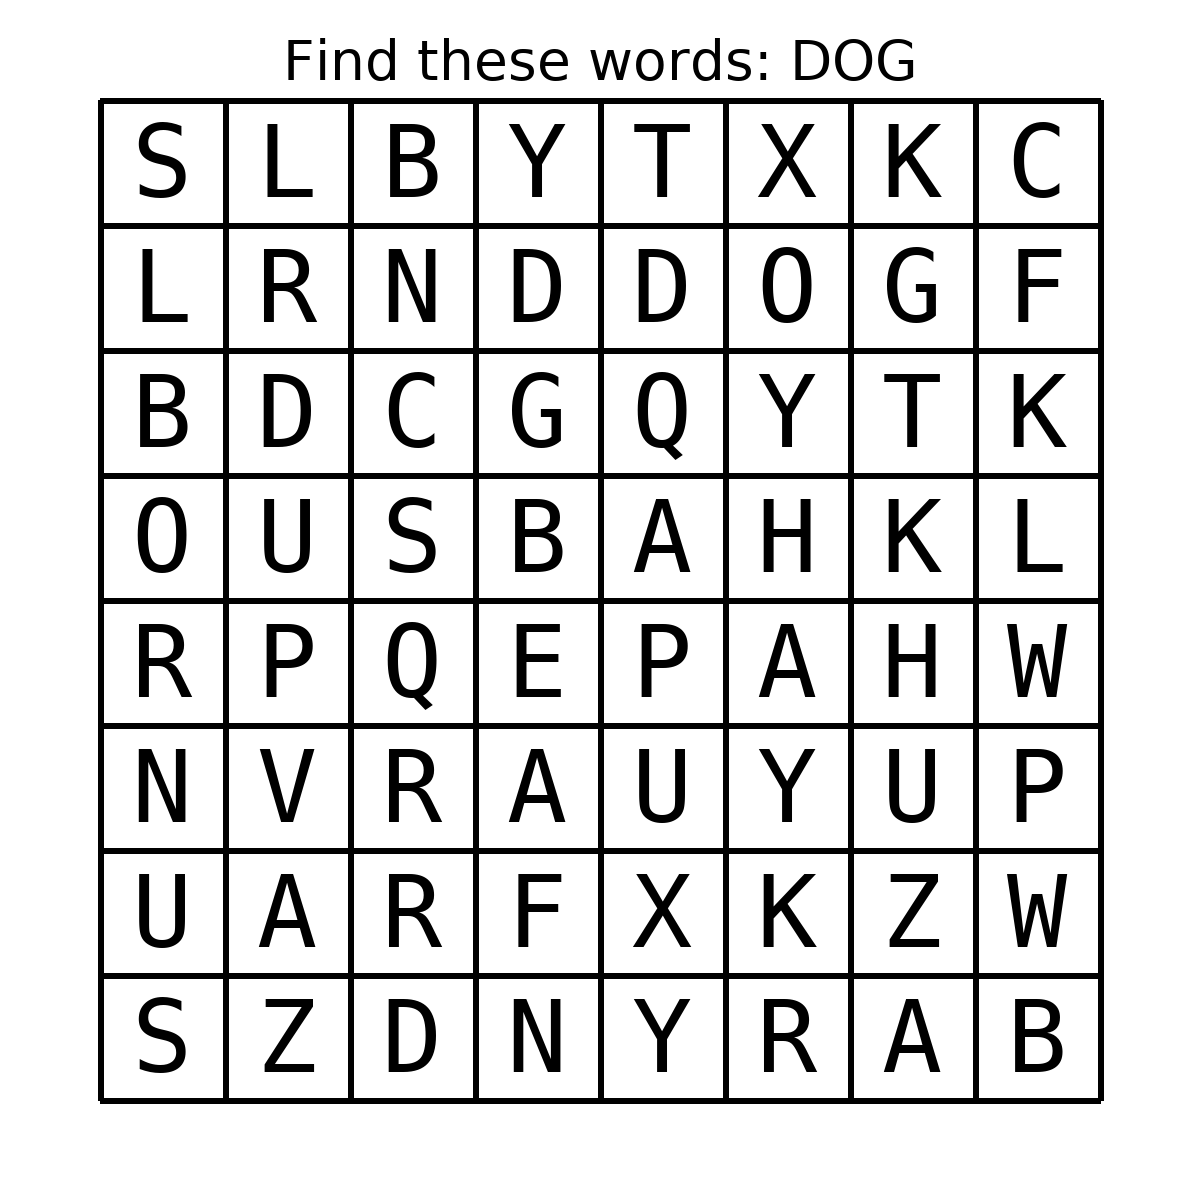 Find these words: DOG
S L B Y T X K C
L R N D D O G F
B D C G Q Y T K
O U S B A H K L
R P Q E P A H W
N V R A U Y U P
U A R F X K Z W
S Z D N Y R A B